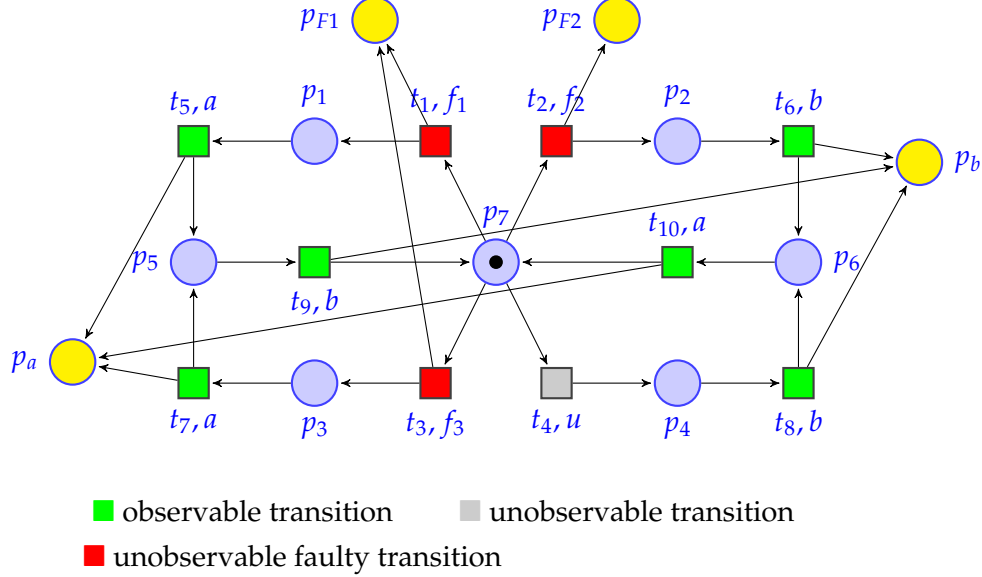 p_{F1} p_{F2}
t_5, a p_1 t_1, f_1 t_2, f_2 p_2 t_6, b
p_b
p_7 t_{10}, a
p_5 p_6
t_9, b
p_a
t_7, a p_3 t_3, f_3 t_4, u p_4 t_8, b
observable transition unobservable transition
unobservable faulty transition